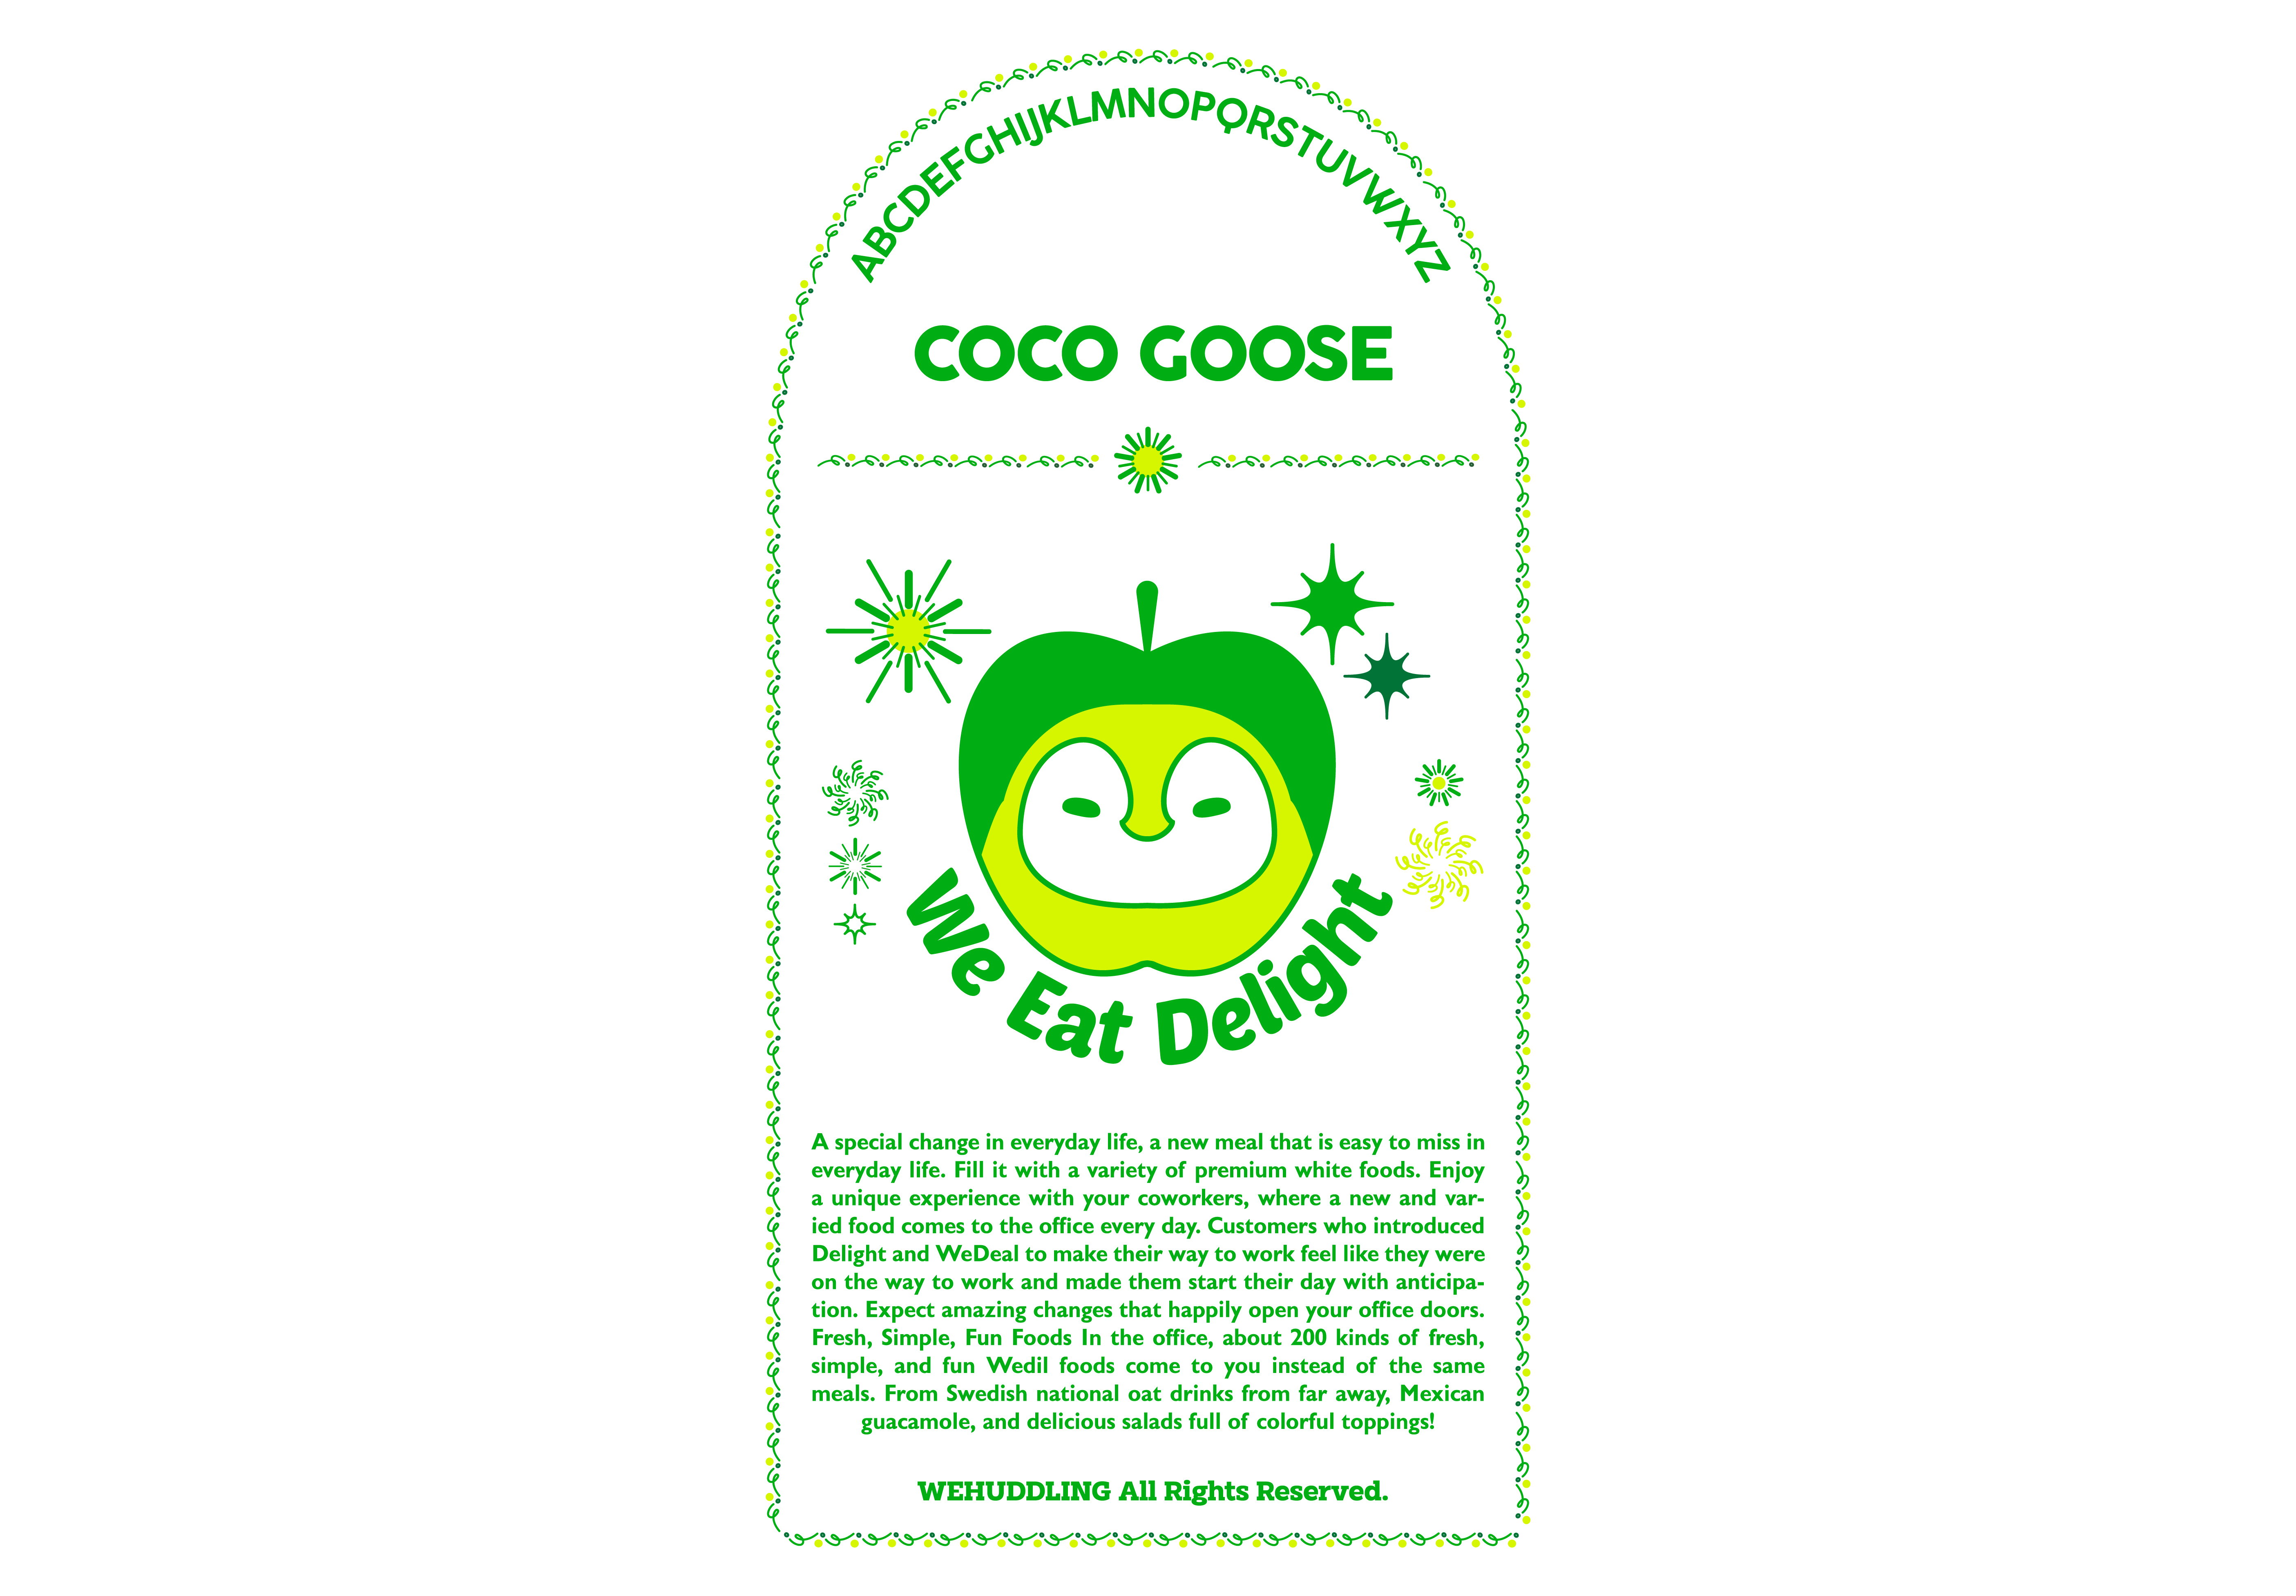 ABCDEFGHIJKLMNOPQRSTUVWXYZ
COCO GOOSE
We Eat Delight
A special change in everyday life, a new meal that is easy to miss in
everyday life. Fill it with a variety of premium white foods. Enjoy
a unique experience with your coworkers, where a new and var-
ied food comes to the office every day. Customers who introduced
Delight and WeDeal to make their way to work feel like they were
on the way to work and made them start their day with anticipa-
tion. Expect amazing changes that happily open your office doors.
Fresh, Simple, Fun Foods In the office, about 200 kinds of fresh,
simple, and fun Wedil foods come to you instead of the same
meals. From Swedish national oat drinks from far away, Mexican
guacamole, and delicious salads full of colorful toppings!
WEHUDDLING All Rights Reserved.